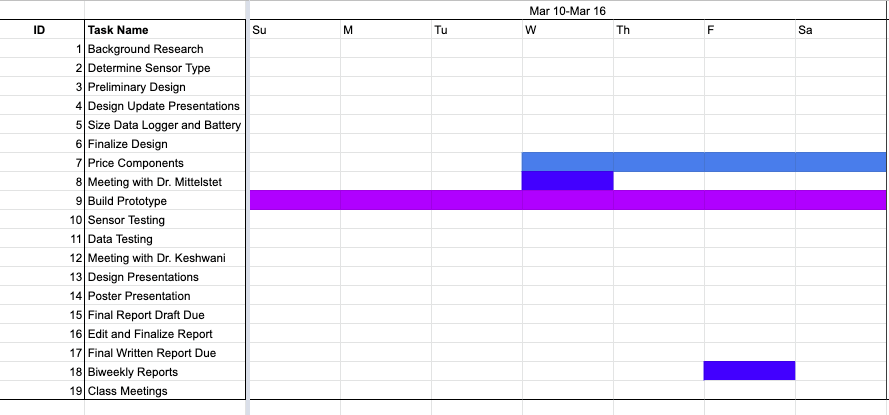 Mar 10-Mar 16
ID Task Name Su M Tu W Th F Sa
1 Background Research
2 Determine Sensor Type
3 Preliminary Design
4 Design Update Presentations
5 Size Data Logger and Battery
6 Finalize Design
7 Price Components
8 Meeting with Dr. Mittelstet
9 Build Prototype
10 Sensor Testing
11 Data Testing
12 Meeting with Dr. Keshwani
13 Design Presentations
14 Poster Presentation
15 Final Report Draft Due
16 Edit and Finalize Report
17 Final Written Report Due
18 Biweekly Reports
19 Class Meetings